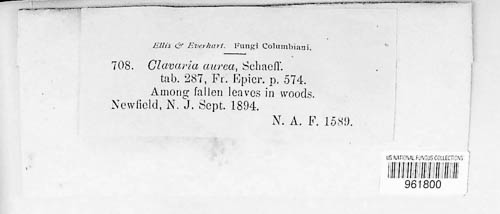 Ellis & Everhart. Fungi Columbiani.
708. Clavaria aurea, Schaeff.
tab. 287, Fr. Epicr. p. 574.
Among fallen leaves in woods.
Newfield, N. J. Sept. 1894.
N. A. F. 1589.
US NATIONAL FUNGUS COLLECTIONS
961800